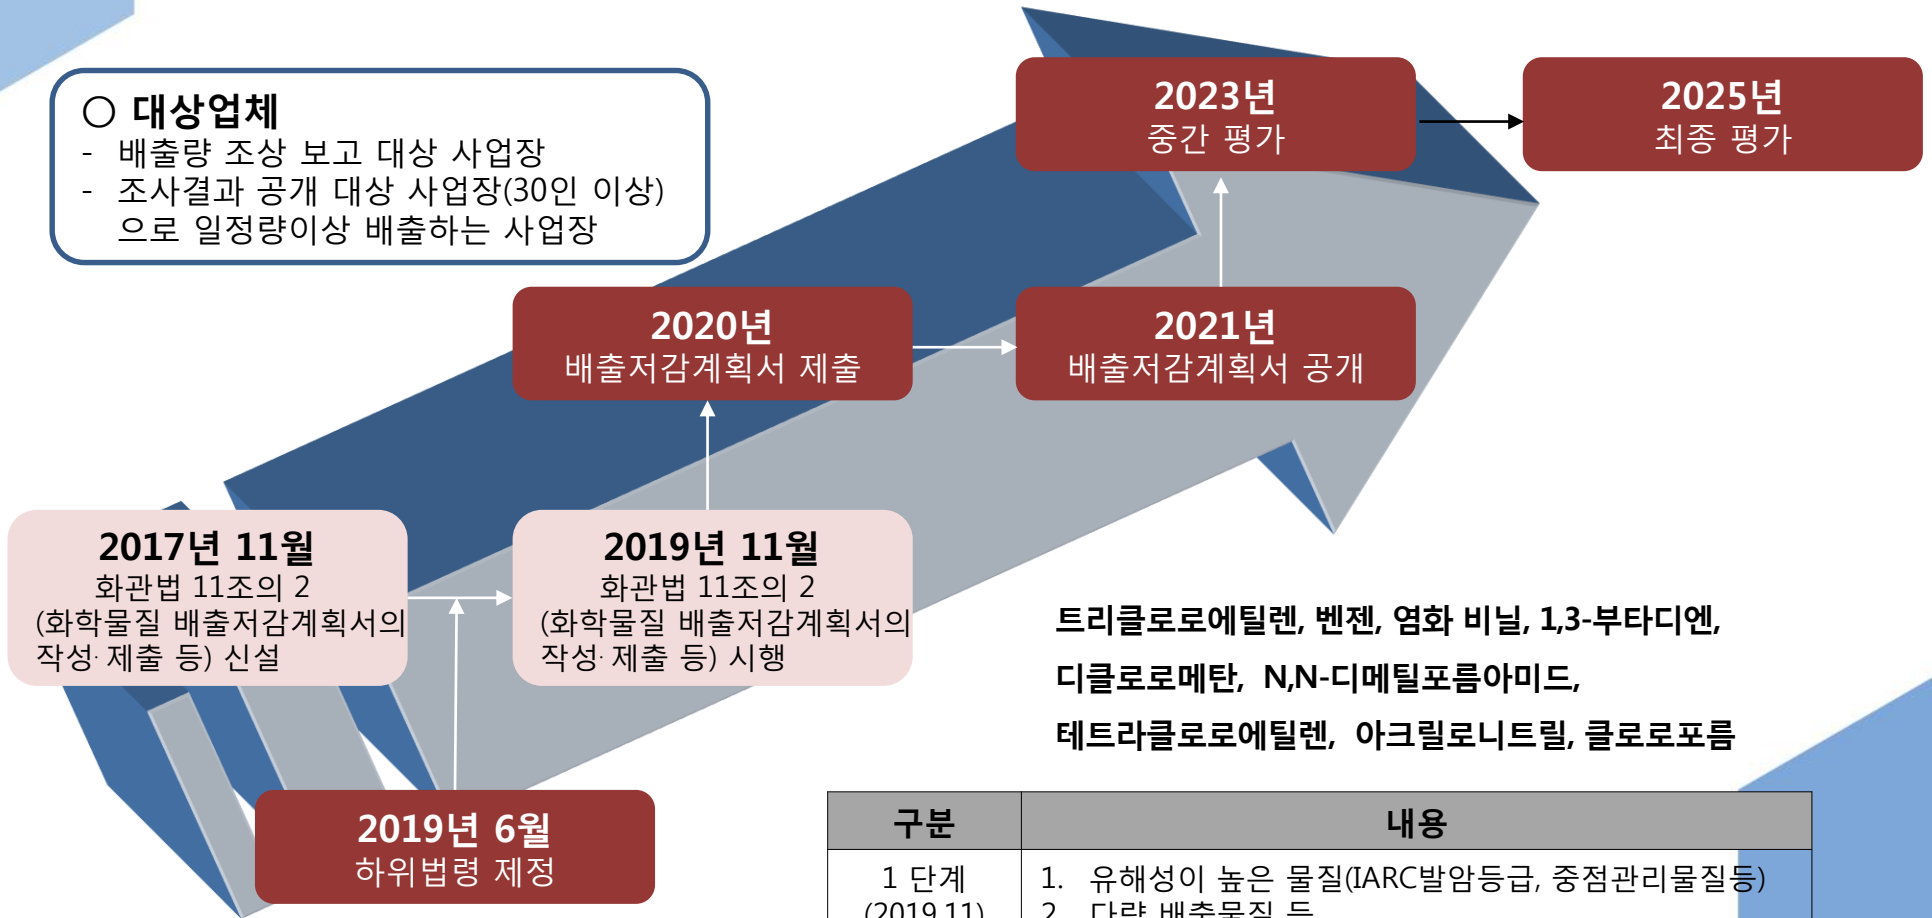 ○ 대상업체
- 배출량 조상 보고 대상 사업장
- 조사결과 공개 대상 사업장(30인 이상)
으로 일정량이상 배출하는 사업장
2023년
중간 평가
2025년
최종 평가
2020년
배출저감계획서 제출
2021년
배출저감계획서 공개
2017년 11월
화관법 11조의 2
(화학물질 배출저감계획서의
작성· 제출 등) 신설
2019년 11월
화관법 11조의 2
(화학물질 배출저감계획서의
작성· 제출 등) 시행
2019년 6월
하위법령 제정
트리클로로에틸렌, 벤젠, 염화 비닐, 1,3-부타디엔,
디클로로메탄, N,N-디메틸포름아미드,
테트라클로로에틸렌, 아크릴로니트릴, 클로로포름
구분 내용
1 단계 1. 유해성이 높은 물질(IARC발암등급, 중점관리물질등)
(2019.11) 2. 다량 배출물질 등